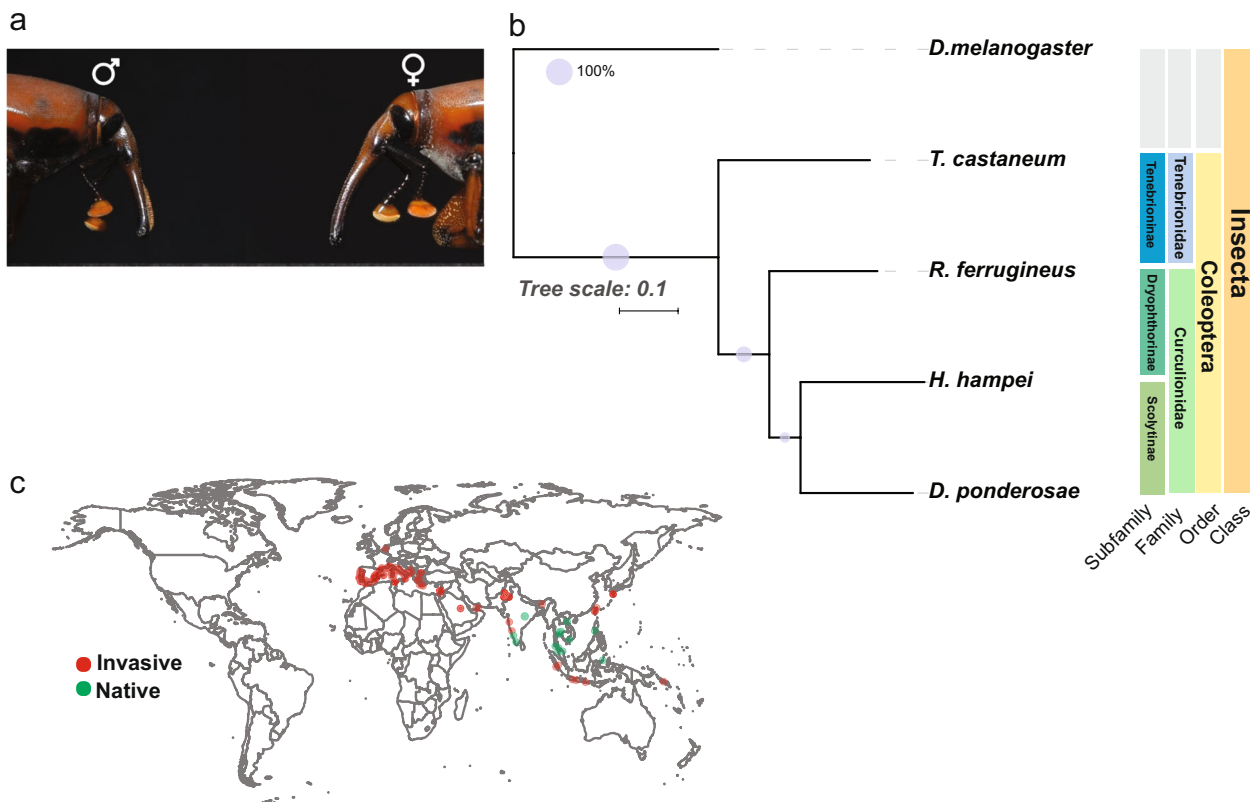 a
♂
♀
b
100%
D.melanogaster
T. castaneum
R. ferrugineus
H. hampei
D. ponderosae
Tree scale: 0.1
Tenebrioninae
Dryophthorinae
Scolytinae
Tenebrionidae
Curculionidae
Coleoptera
Insecta
Subfamily
Family
Order
Class
c
Invasive
Native